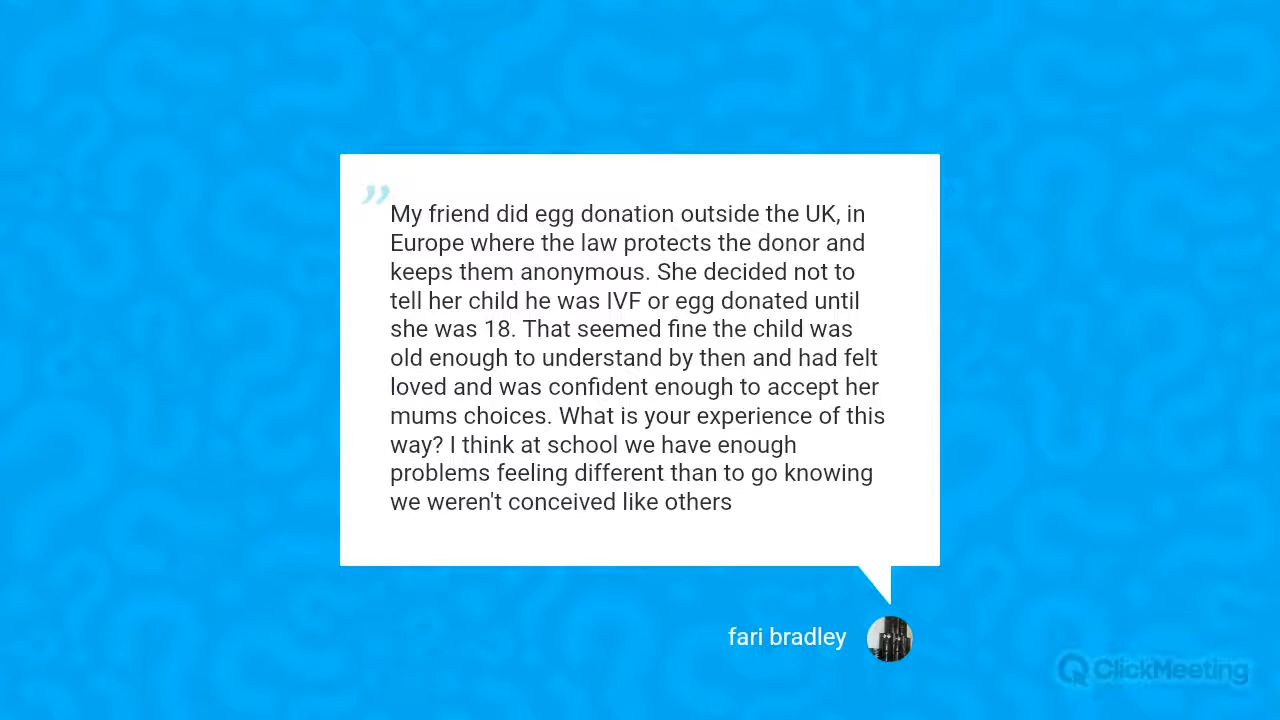 My friend did egg donation outside the UK, in
Europe where the law protects the donor and
keeps them anonymous. She decided not to
tell her child he was IVF or egg donated until
she was 18. That seemed fine the child was
old enough to understand by then and had felt
loved and was confident enough to accept her
mums choices. What is your experience of this
way? I think at school we have enough
problems feeling different than to go knowing
we weren't conceived like others
fari bradley
ClickMeeting